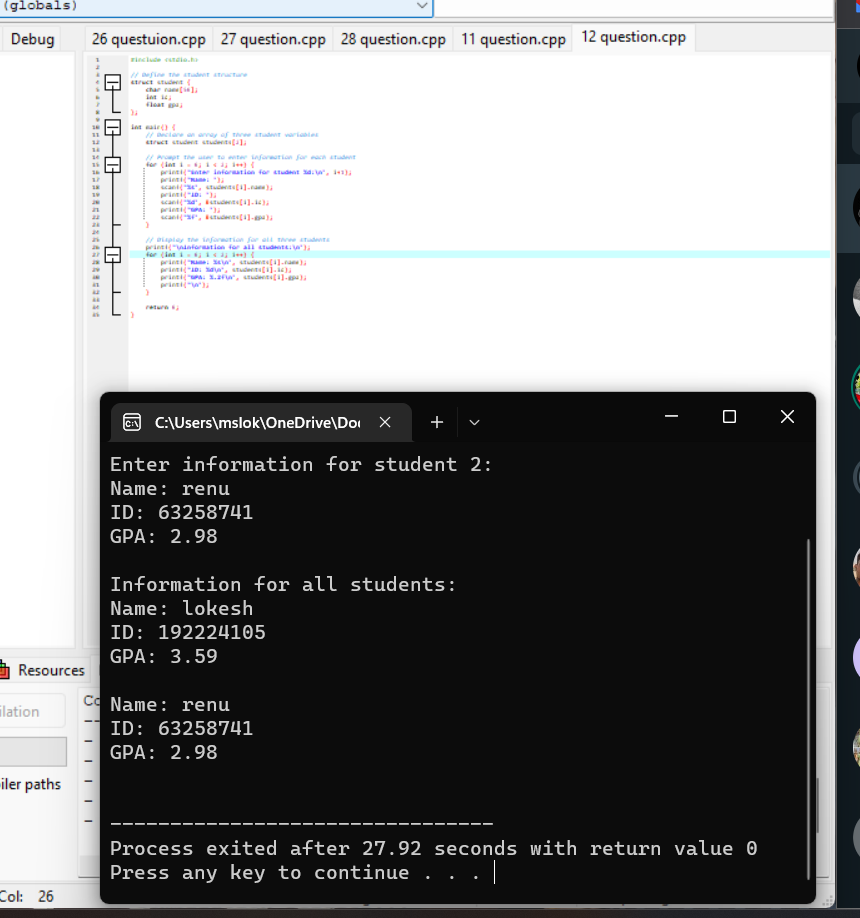 (globals)
Debug
26 questuion.cpp 27 question.cpp 28 question.cpp 11 question.cpp 12 question.cpp
1 #include <stdio.h>
2
3 // Define the student structure
4 struct student {
5 char name[50];
6 int id;
7 float gpa;
8 };
9
10 int main() {
11 // Declare an array of three student variables
12 struct student students[2];
13
14 // Prompt the user to enter information for each student
15 for (int i = 0; i < 2; i++) {
16 printf("Enter information for student %d:\n", i+1);
17 printf("Name: ");
18 scanf("%s", students[i].name);
19 printf("ID: ");
20 scanf("%d", &students[i].id);
21 printf("GPA: ");
22 scanf("%f", &students[i].gpa);
23 }
24
25 // Display the information for all three students
26 printf("\nInformation for all students:\n");
27 for (int i = 0; i < 2; i++) {
28 printf("Name: %s\n", students[i].name);
29 printf("ID: %d\n", students[i].id);
30 printf("GPA: %.2f\n", students[i].gpa);
31 printf("\n");
32 }
33
34 return 0;
35 }
C:\Users\mslok\OneDrive\Do
Enter information for student 2:
Name: renu
ID: 63258741
GPA: 2.98
Information for all students:
Name: lokesh
ID: 192224105
GPA: 3.59
Name: renu
ID: 63258741
GPA: 2.98
--------------------------------
Process exited after 27.92 seconds with return value 0
Press any key to continue . . .
Resources
Co
ilation
iler paths
Col: 26